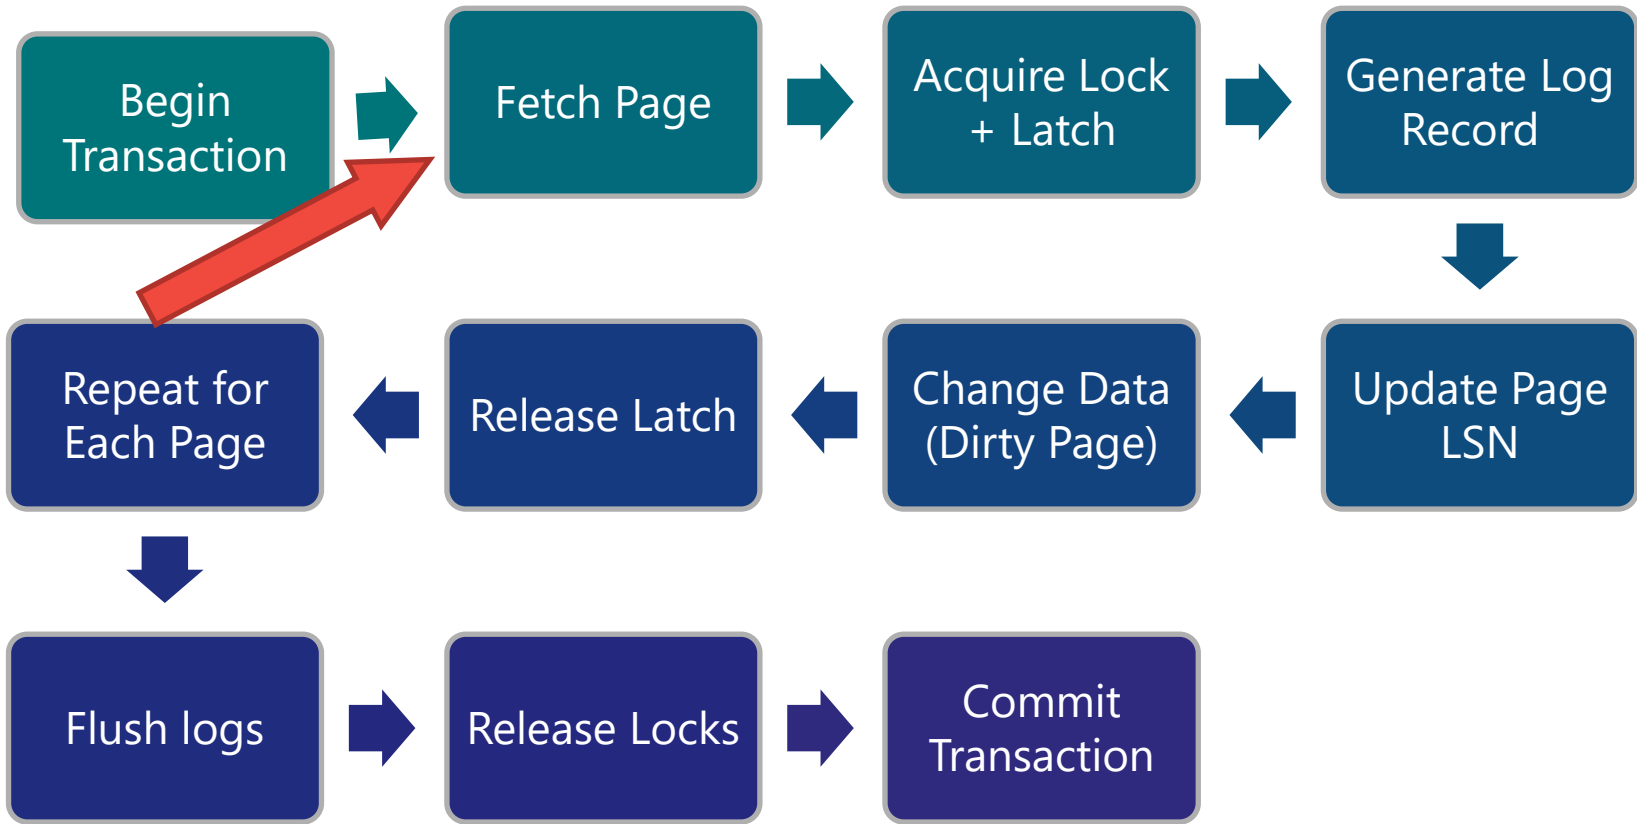 Begin
Transaction
Fetch Page
Acquire Lock
+ Latch
Generate Log
Record
Update Page
LSN
Change Data
(Dirty Page)
Release Latch
Repeat for
Each Page
Flush logs
Release Locks
Commit
Transaction